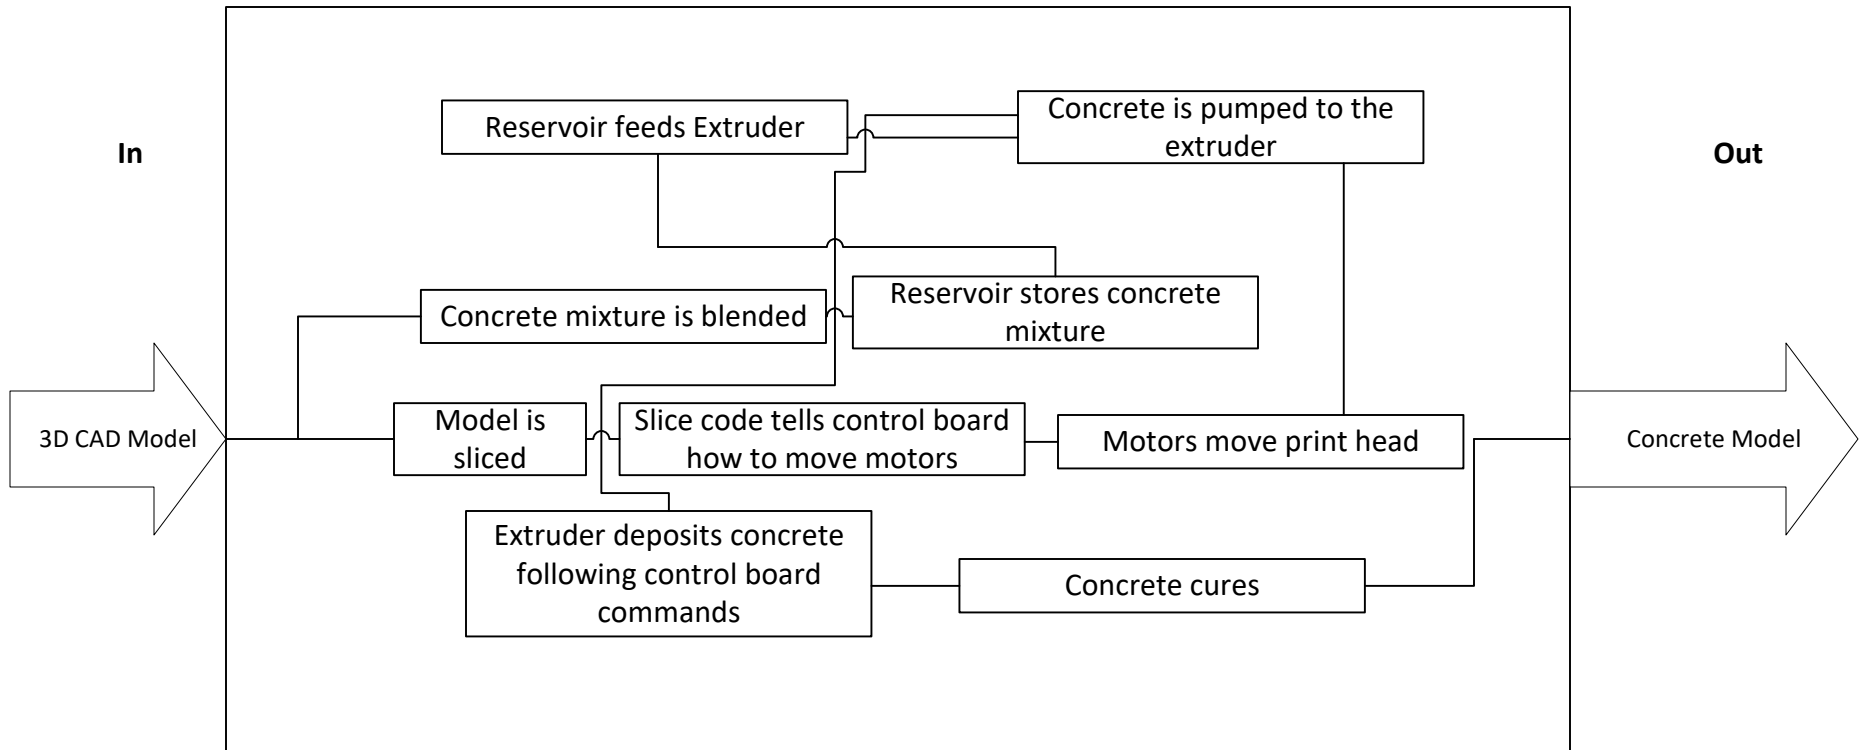 In
Out
Reservoir feeds Extruder
Concrete is pumped to the
extruder
Concrete mixture is blended
Reservoir stores concrete
mixture
3D CAD Model
Model is
sliced
Slice code tells control board
how to move motors
Motors move print head
Concrete Model
Extruder deposits concrete
following control board
commands
Concrete cures